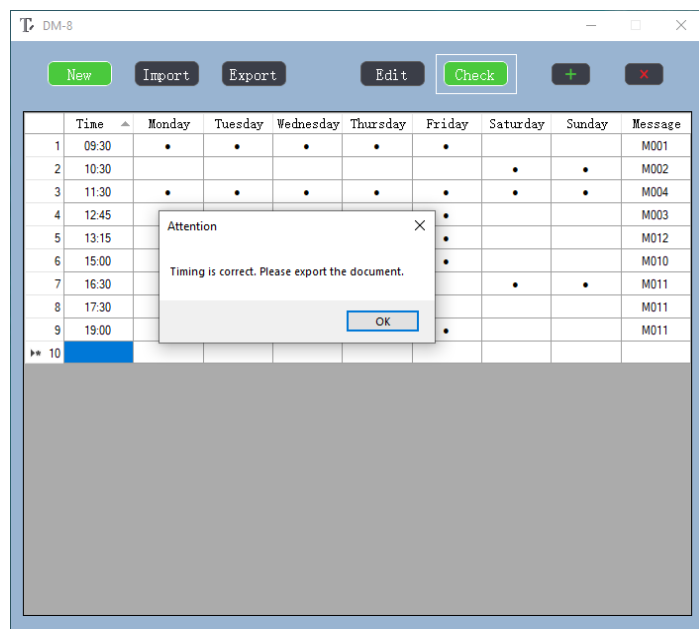 DM-8
New Import Export Edit Check + ×
Time Monday Tuesday Wednesday Thursday Friday Saturday Sunday Message
1 09:30 • • • • • M001
2 10:30 • • M002
3 11:30 • • • • • • • M004
4 12:45 • M003
5 13:15 • M012
6 15:00 • M010
7 16:30 • • M011
8 17:30 M011
9 19:00 • M011
10
Attention
Timing is correct. Please export the document.
OK